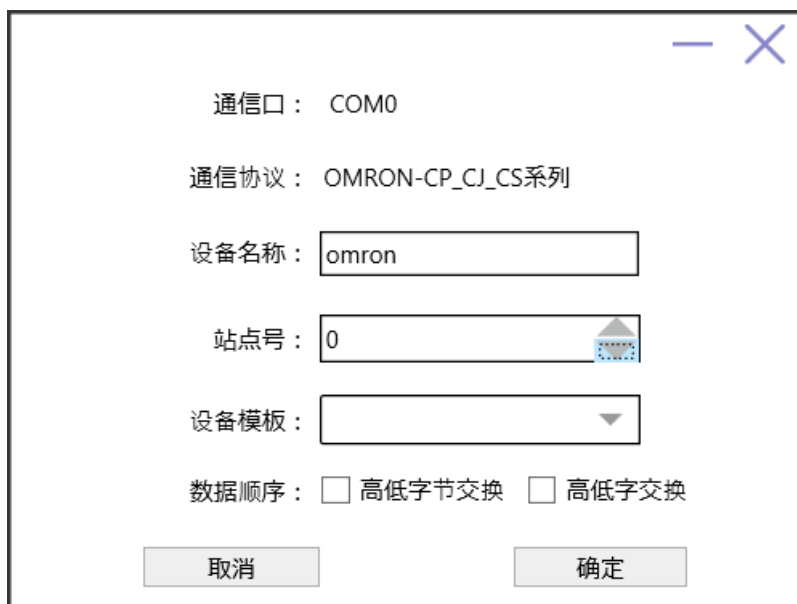 通信口： COM0
通信协议： OMRON-CP_CJ_CS系列
设备名称： omron
站点号： 0
设备模板：
数据顺序： 高低字节交换 高低字交换
取消 确定